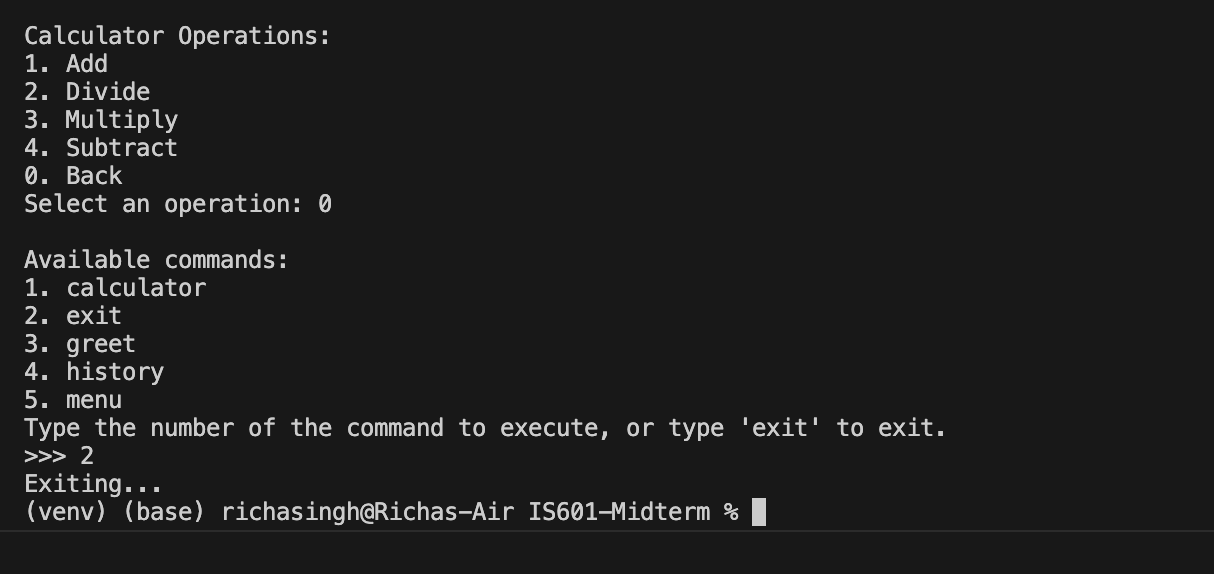 Calculator Operations:
1. Add
2. Divide
3. Multiply
4. Subtract
0. Back
Select an operation: 0
Available commands:
1. calculator
2. exit
3. greet
4. history
5. menu
Type the number of the command to execute, or type 'exit' to exit.
>>> 2
Exiting...
(venv) (base) richasingh@Richas-Air IS601-Midterm %